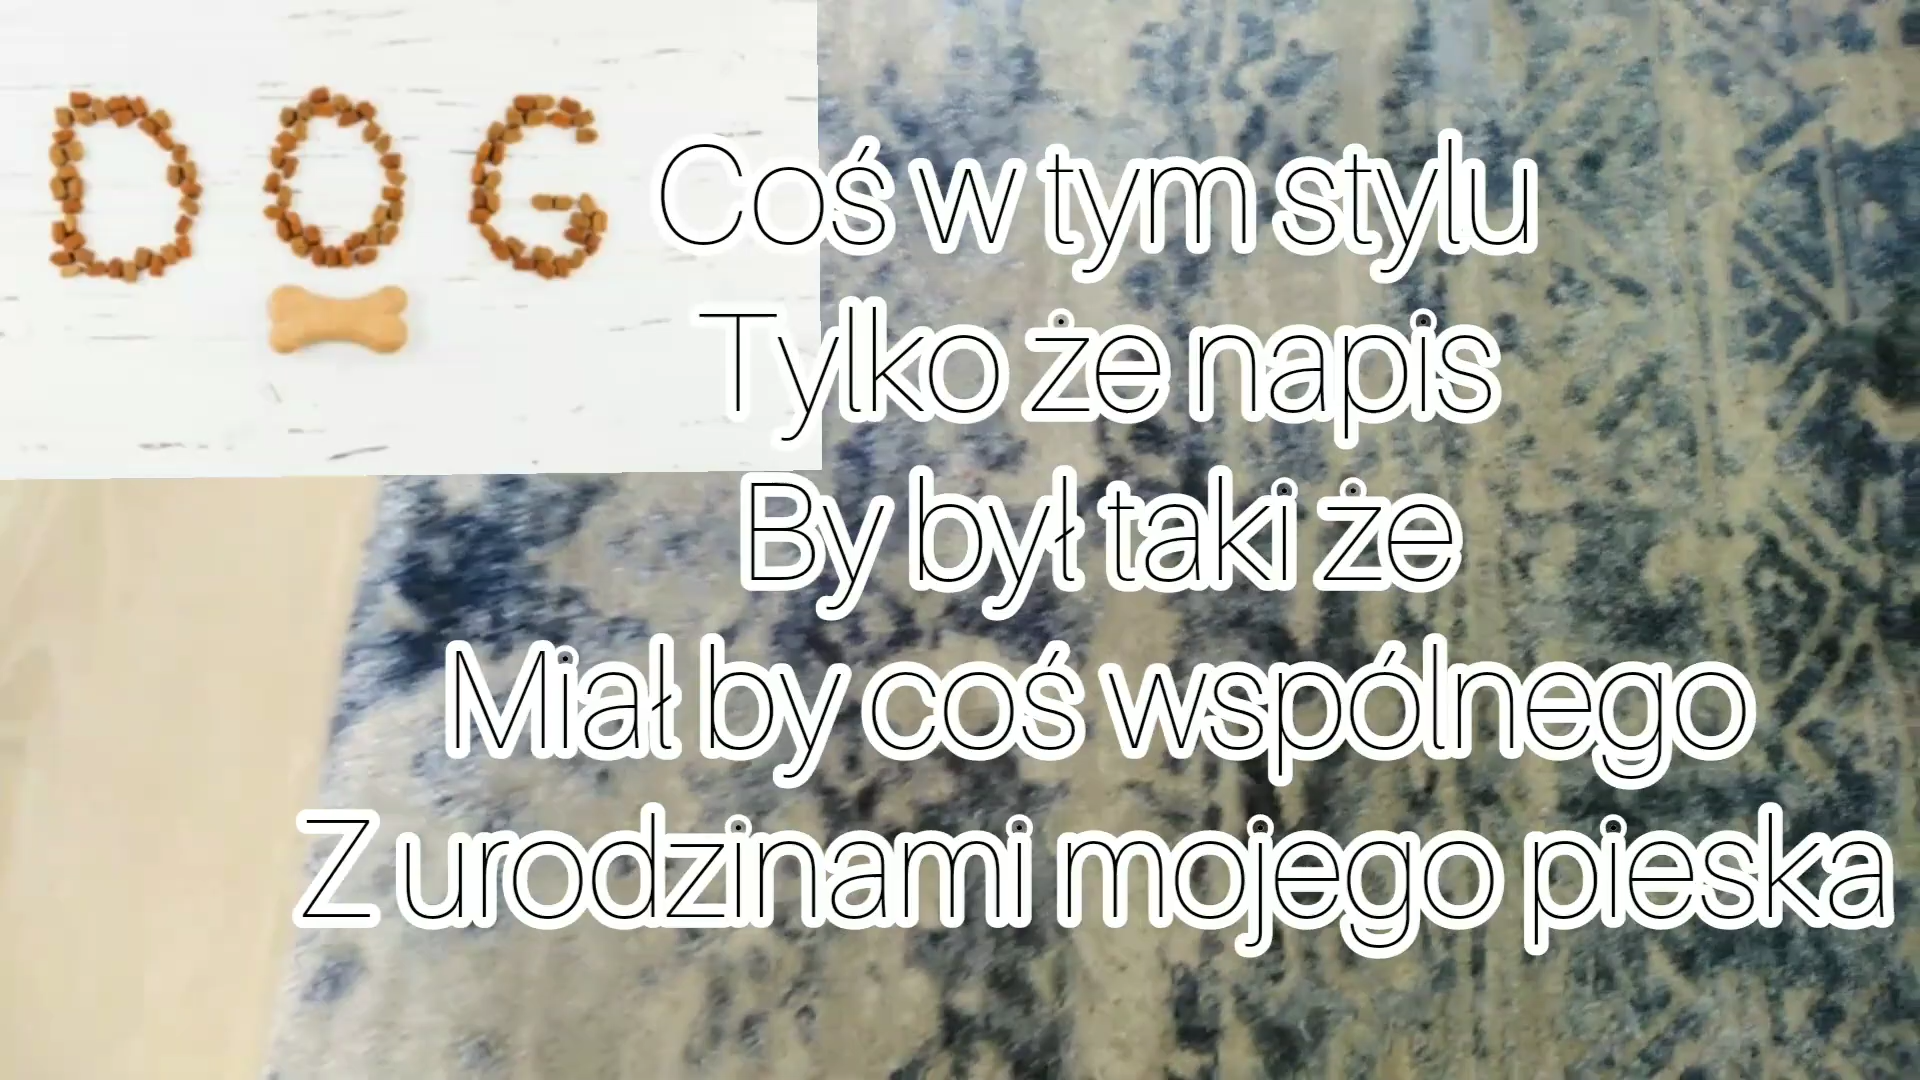 DOG
Coś w tym stylu
Tylko że napis
By był taki że
Miał by coś wspólnego
Z urodzinami mojego pieska